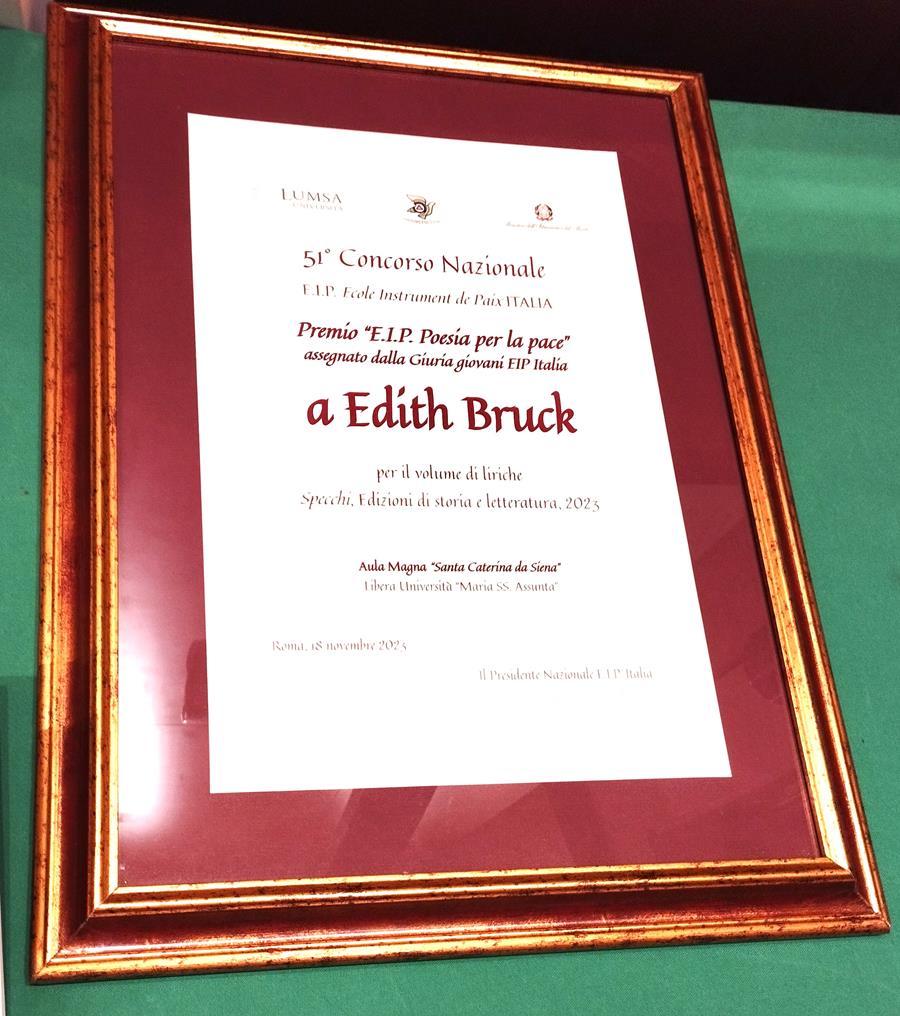 LUMSA
UNIVERSITÀ
51° Concorso Nazionale
E.I.P. Ecole Instrument de Paix ITALIA
Premio "E.I.P. Poesia per la pace"
assegnato dalla Giuria giovani EIP Italia
a Edith Bruck
per il volume di liriche
Specchi, Edizioni di storia e letteratura, 2023
Aula Magna "Santa Caterina da Siena"
Libera Università "Maria SS. Assunta"
Roma, 18 novembre 2023
Il Presidente Nazionale E.I.P. Italia